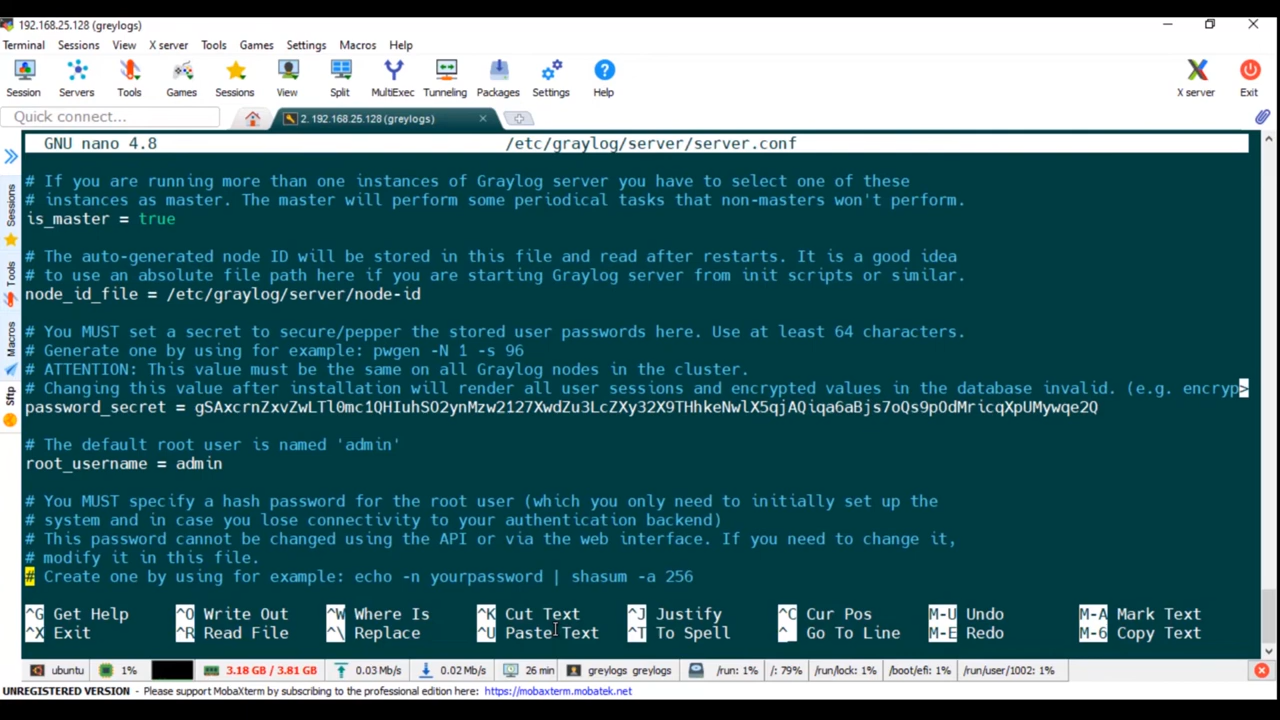 192.168.25.128 (greylogs)
Terminal Sessions View X server Tools Games Settings Macros Help
Session Servers Tools Games Sessions View Split MultiExec Tunneling Packages Settings Help X server Exit
Quick connect... 2. 192.168.25.128 (greylogs)
GNU nano 4.8 /etc/graylog/server/server.conf
# If you are running more than one instances of Graylog server you have to select one of these
# instances as master. The master will perform some periodical tasks that non-masters won't perform.
is_master = true
# The auto-generated node ID will be stored in this file and read after restarts. It is a good idea
# to use an absolute file path here if you are starting Graylog server from init scripts or similar.
node_id_file = /etc/graylog/server/node-id
# You MUST set a secret to secure/pepper the stored user passwords here. Use at least 64 characters.
# Generate one by using for example: pwgen -N 1 -s 96
# ATTENTION: This value must be the same on all Graylog nodes in the cluster.
# Changing this value after installation will render all user sessions and encrypted values in the database invalid. (e.g. encryp>
password_secret = gSAxcrnZxvZwLTl0mc1QHIuhSO2ynMzw2127XwdZu3LcZXy32X9THhkeNwlX5qjAQiqa6aBjs7oQs9pOdMricqXpUMywqe2Q
# The default root user is named 'admin'
root_username = admin
# You MUST specify a hash password for the root user (which you only need to initially set up the
# system and in case you lose connectivity to your authentication backend)
# This password cannot be changed using the API or via the web interface. If you need to change it,
# modify it in this file.
# Create one by using for example: echo -n yourpassword | shasum -a 256
^G Get Help ^O Write Out ^W Where Is ^K Cut Text ^J Justify ^C Cur Pos M-U Undo M-A Mark Text
^X Exit ^R Read File ^\ Replace ^U Paste Text ^T To Spell ^_ Go To Line M-E Redo M-6 Copy Text
Sessions
Tools
Macros
Sftp
ubuntu 1% 3.18 GB / 3.81 GB 0.03 Mb/s 0.02 Mb/s 26 min greylogs greylogs /run: 1% /: 79% /run/lock: 1% /boot/efi: 1% /run/user/1002: 1%
UNREGISTERED VERSION - Please support MobaXterm by subscribing to the professional edition here: https://mobaxterm.mobatek.net